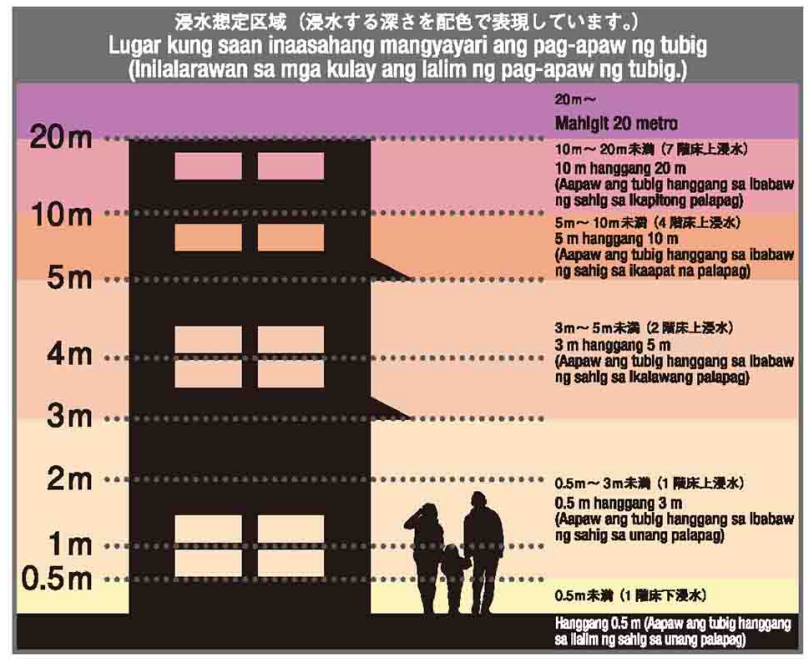 浸水想定区域（浸水する深さを配色で表現しています。）
Lugar kung saan inaasahang mangyayari ang pag-apaw ng tubig
(Inilalarawan sa mga kulay ang lalim ng pag-apaw ng tubig.)
20m～
Mahigit 20 metro
20m
10m～20m未満（7階床上浸水）
10 m hanggang 20 m
(Aapaw ang tubig hanggang sa ibabaw
ng sahig sa ikapitong palapag)
10m
5m～10m未満（4階床上浸水）
5 m hanggang 10 m
(Aapaw ang tubig hanggang sa ibabaw
ng sahig sa ikaapat na palapag)
5m
3m～5m未満（2階床上浸水）
3 m hanggang 5 m
(Aapaw ang tubig hanggang sa ibabaw
ng sahig sa ikalawang palapag)
4m
3m
2m
0.5m～3m未満（1階床上浸水）
0.5 m hanggang 3 m
(Aapaw ang tubig hanggang sa ibabaw
ng sahig sa unang palapag)
1m
0.5m
0.5m未満（1階床下浸水）
Hanggang 0.5 m (Aapaw ang tubig hanggang
sa ilalim ng sahig sa unang palapag)